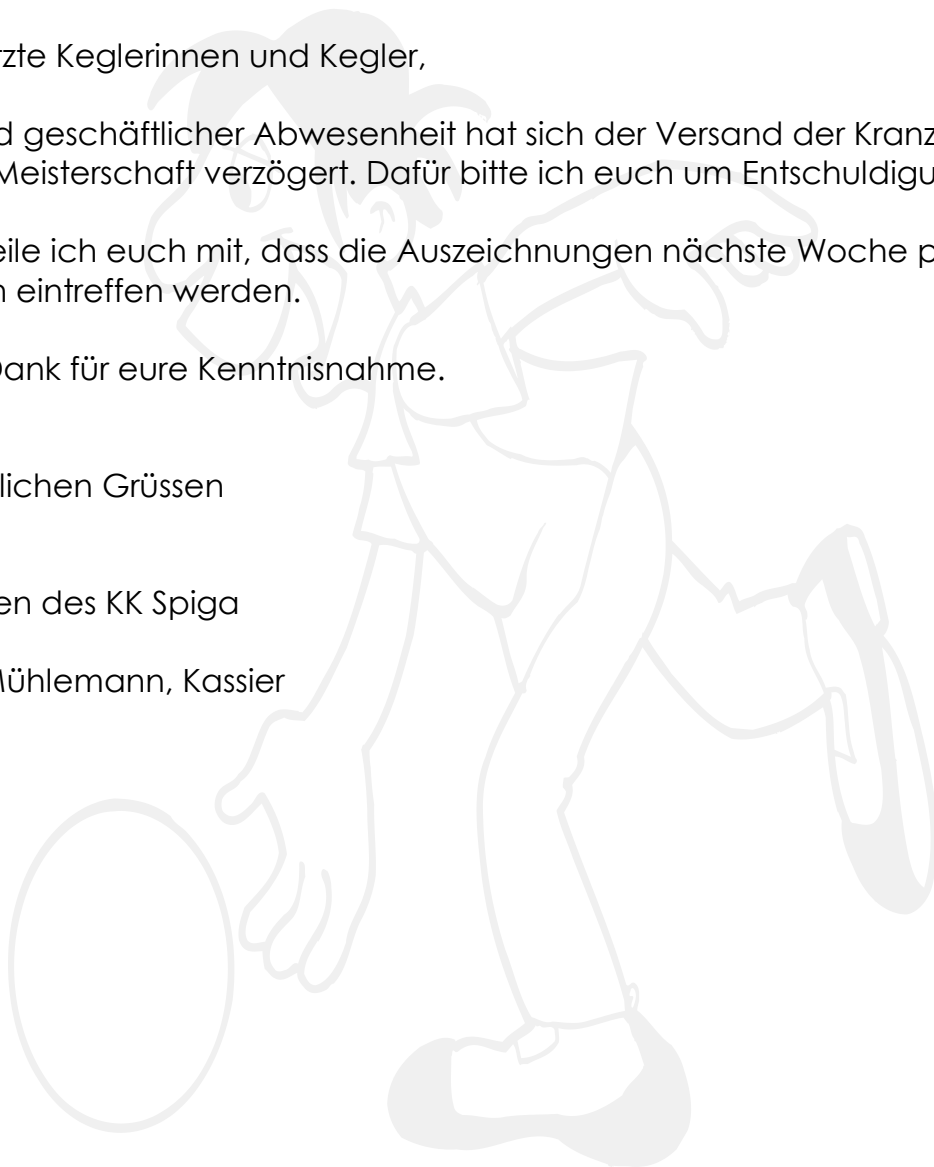 rzte Keglerinnen und Kegler,
d geschäftlicher Abwesenheit hat sich der Versand der Kranz
Meisterschaft verzögert. Dafür bitte ich euch um Entschuldigu
eile ich euch mit, dass die Auszeichnungen nächste Woche p
n eintreffen werden.
Dank für eure Kenntnisnahme.
lichen Grüssen
en des KK Spiga
Mühlemann, Kassier